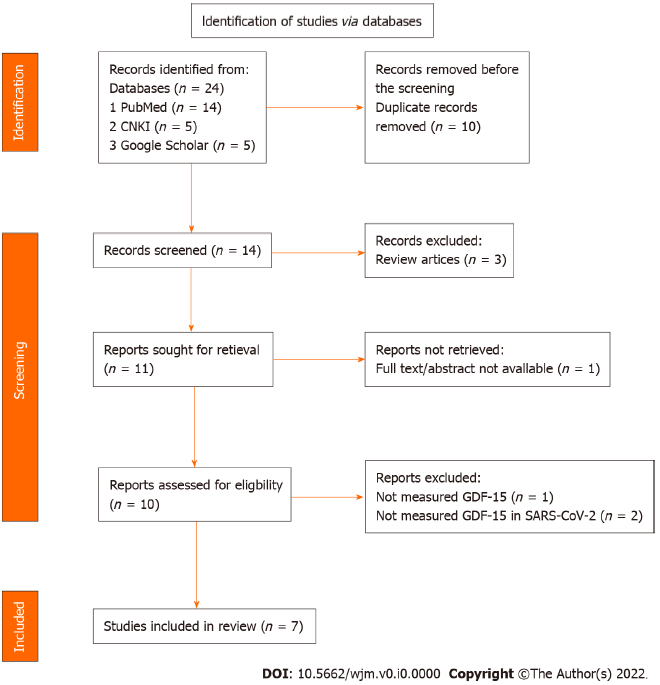 Identification of studies via databases
Identification
Records identified from:
Databases (n = 24)
1 PubMed (n = 14)
2 CNKI (n = 5)
3 Google Scholar (n = 5)
Records removed before
the screening
Duplicate records
removed (n = 10)
Screening
Records screened (n = 14)
Records excluded:
Review artices (n = 3)
Reports sought for retieval
(n = 11)
Reports not retrieved:
Full text/abstract not available (n = 1)
Reports assessed for eligbility
(n = 10)
Reports excluded:
Not measured GDF-15 (n = 1)
Not measured GDF-15 in SARS-CoV-2 (n = 2)
Included
Studies included in review (n = 7)
DOI: 10.5662/wjm.v0.i0.0000 Copyright ©The Author(s) 2022.